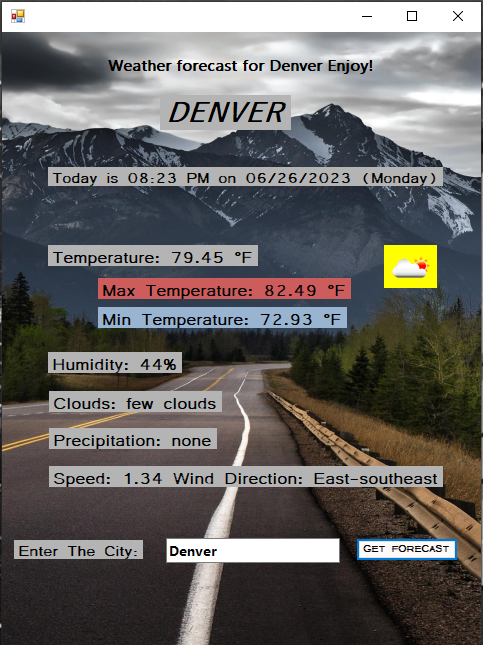 Weather forecast for Denver Enjoy!
DENVER
Today is 08:23 PM on 06/26/2023 (Monday)
Temperature: 79.45 °F
Max Temperature: 82.49 °F
Min Temperature: 72.93 °F
Humidity: 44%
Clouds: few clouds
Precipitation: none
Speed: 1.34 Wind Direction: East-southeast
Enter The City: Denver GET FORECAST